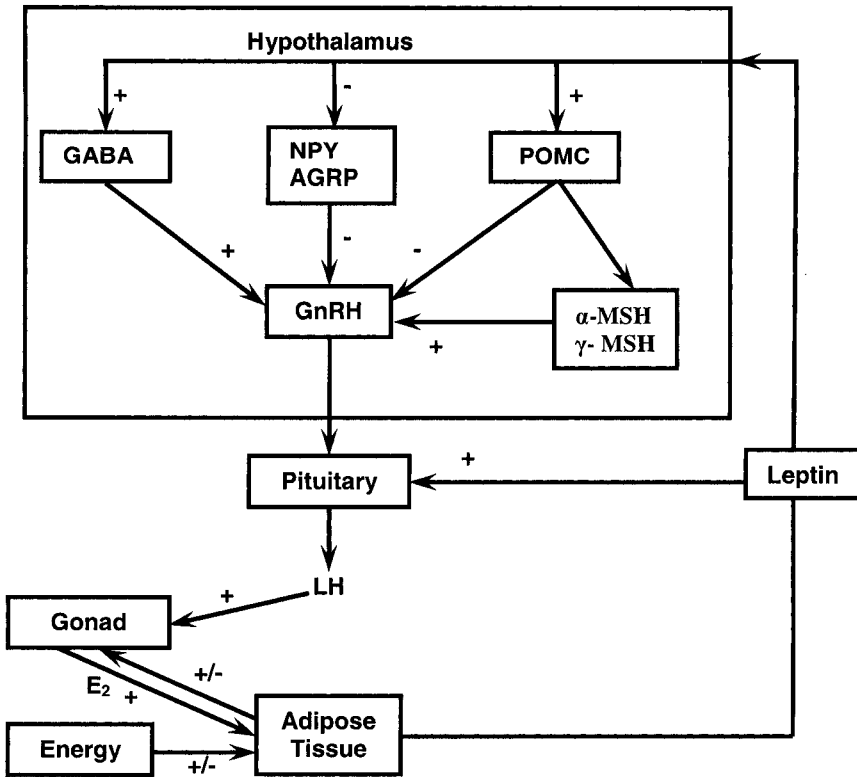 Hypothalamus
+
-
+
GABA
NPY
AGRP
POMC
+
-
-
GnRH
α-MSH
γ- MSH
+
Pituitary
+
Leptin
LH
+
Gonad
+/-
E₂ +
Adipose
Tissue
Energy
+/-